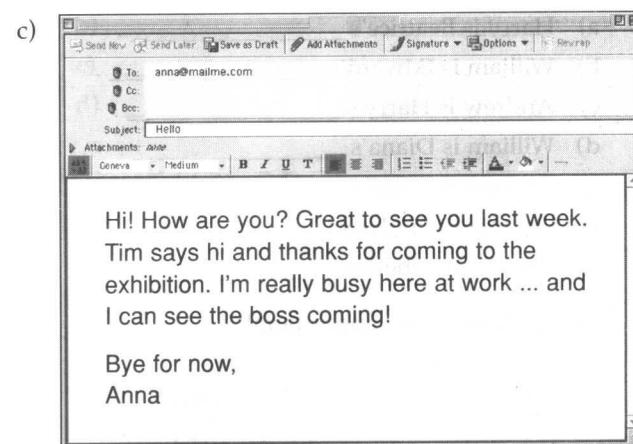 c)
Send Now Send Later Save as Draft Add Attachments Signature Options Rewrap
To: anna@mailme.com
Cc:
Bcc:
Subject: Hello
Attachments: none
Geneva Medium B I U T A
Hi! How are you? Great to see you last week.
Tim says hi and thanks for coming to the
exhibition. I'm really busy here at work ... and
I can see the boss coming!
Bye for now,
Anna